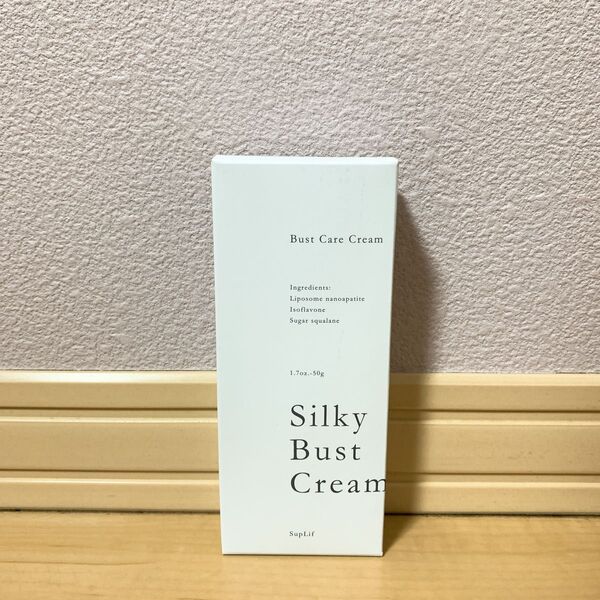 Bust Care Cream
Ingredients:
Liposome nanoapatite
Isoflavone
Sugar squalane
1.7oz.-50g
Silky
Bust
Cream
SupLif